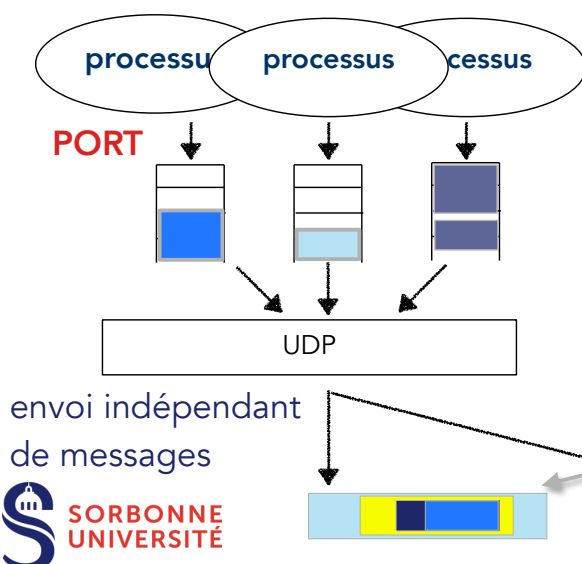 processu processus cessus
PORT
UDP
envoi indépendant
de messages
SORBONNE
UNIVERSITÉ